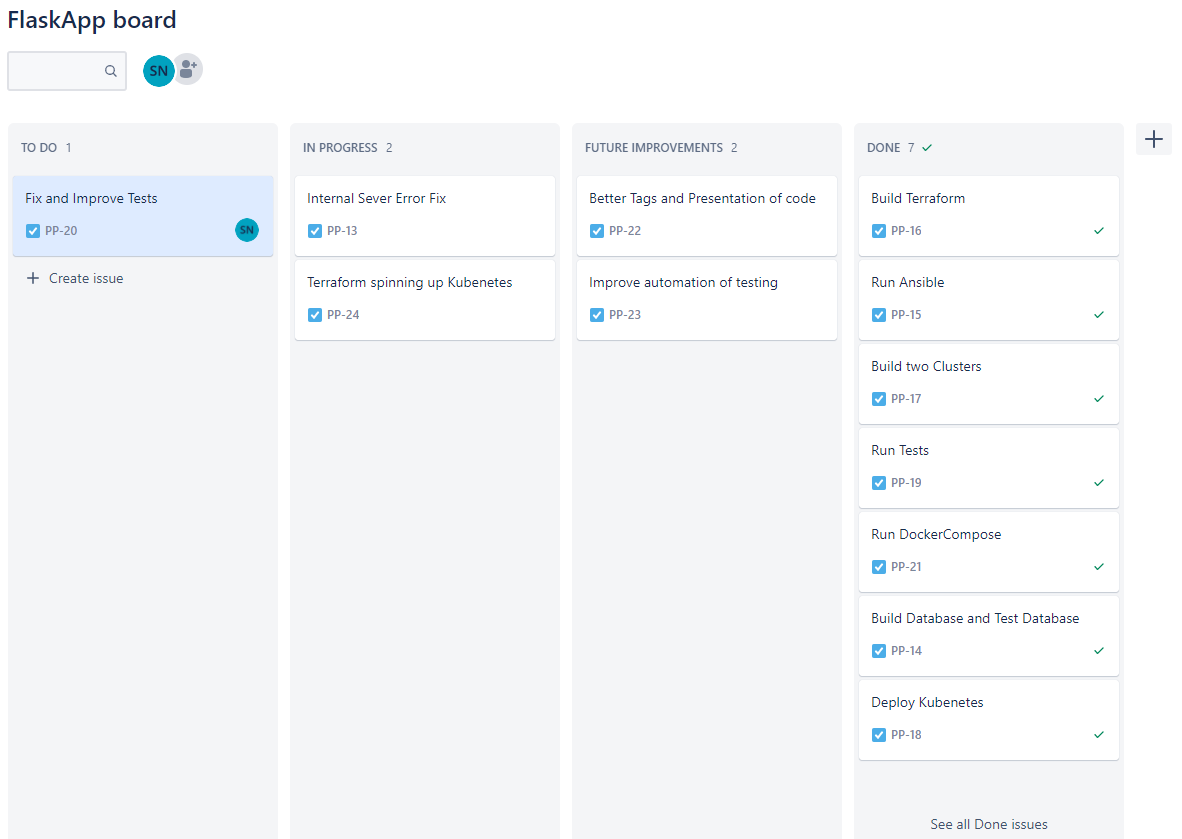 FlaskApp board
SN
TO DO 1
Fix and Improve Tests
PP-20
SN
Create issue
IN PROGRESS 2
Internal Sever Error Fix
PP-13
Terraform spinning up Kubernetes
PP-24
FUTURE IMPROVEMENTS 2
Better Tags and Presentation of code
PP-22
Improve automation of testing
PP-23
DONE 7
Build Terraform
PP-16
Run Ansible
PP-15
Build two Clusters
PP-17
Run Tests
PP-19
Run DockerCompose
PP-21
Build Database and Test Database
PP-14
Deploy Kubenetes
PP-18
See all Done issues